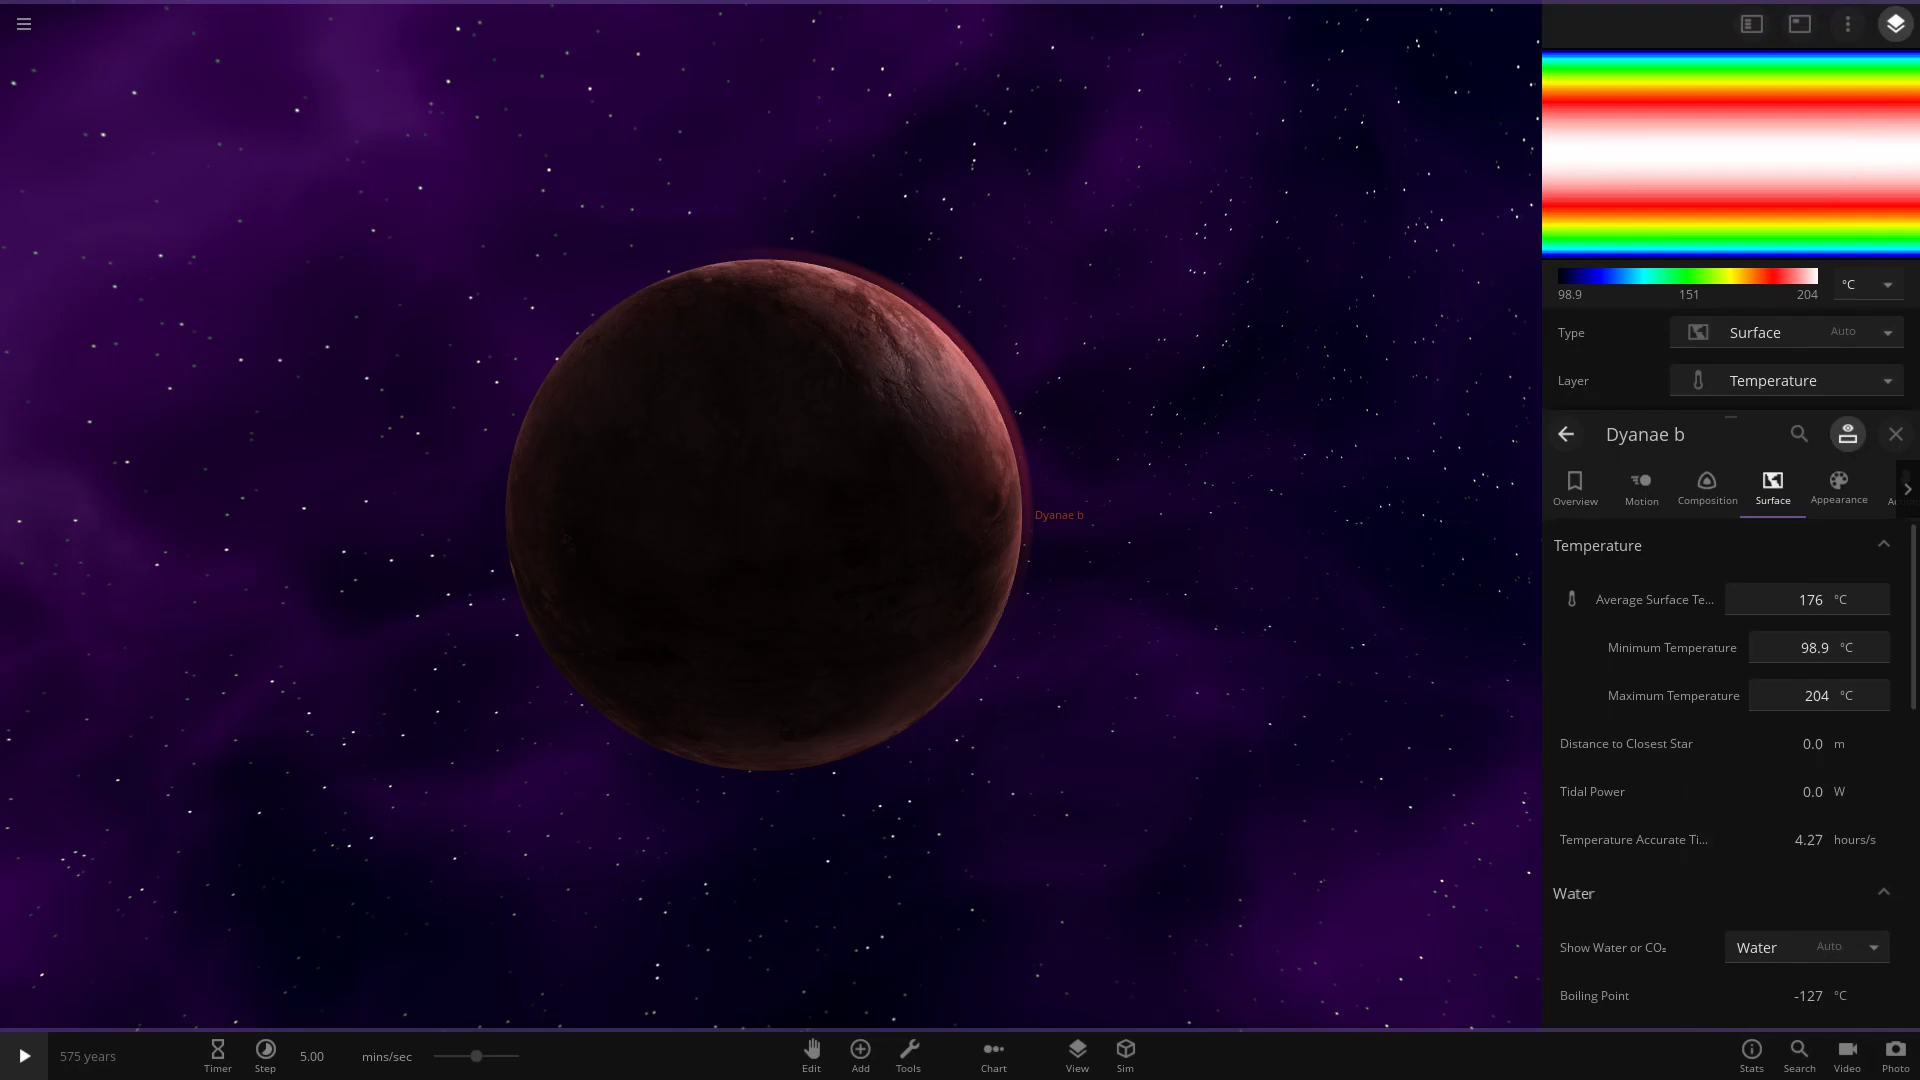 98.9 151 204 °C
Type Surface Auto
Layer Temperature
Dyanae b
Overview Motion Composition Surface Appearance
Dyanae b
Temperature
Average Surface Te... 176 °C
Minimum Temperature 98.9 °C
Maximum Temperature 204 °C
Distance to Closest Star 0.0 m
Tidal Power 0.0 W
Temperature Accurate Ti... 4.27 hours/s
Water
Show Water or CO₂ Water Auto
Boiling Point -127 °C
575 years Timer Step 5.00 mins/sec Edit Add Tools Chart View Sim Stats Search Video Photo